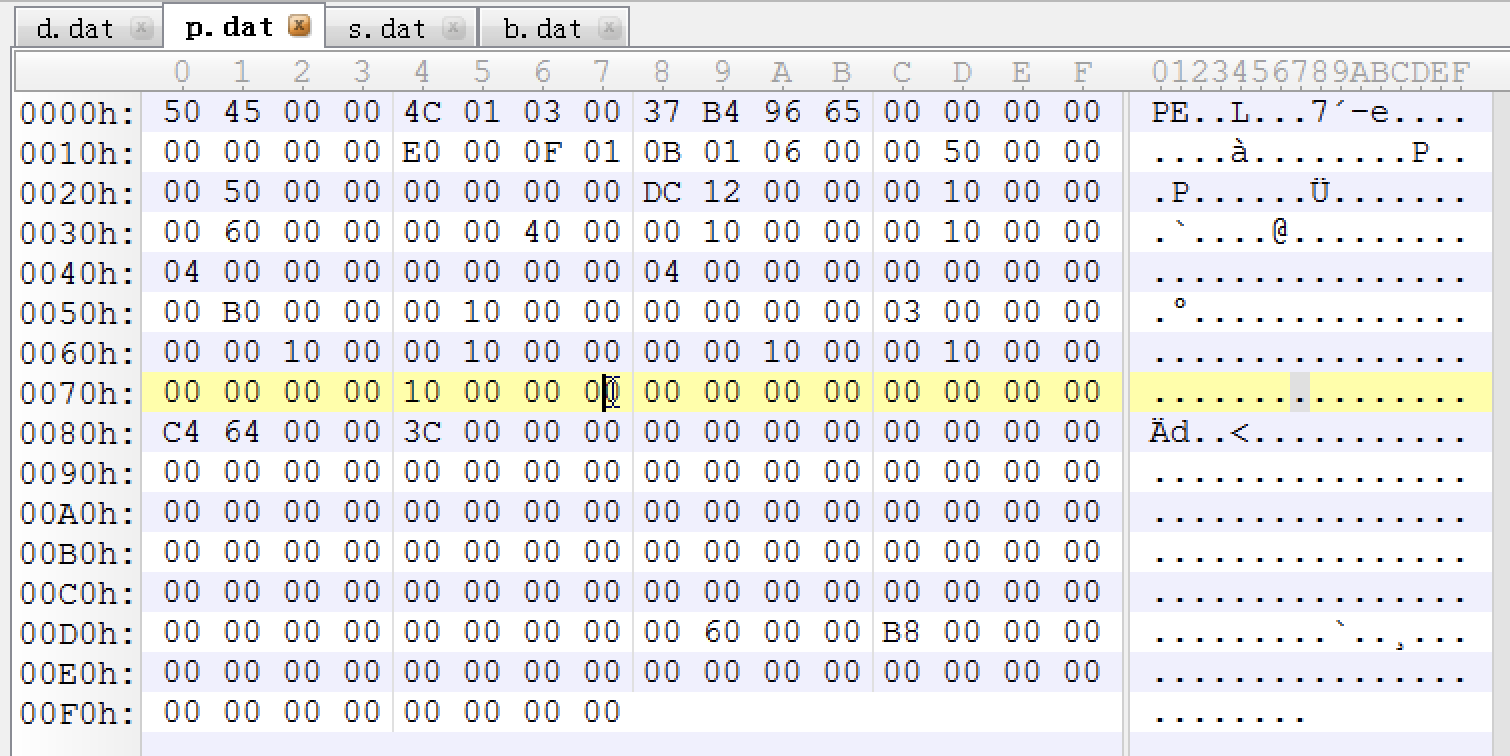 d.dat x p.dat x s.dat x b.dat x
0 1 2 3 4 5 6 7 8 9 A B C D E F 0123456789ABCDEF
0000h: 50 45 00 00 4C 01 03 00 37 B4 96 65 00 00 00 00 PE..L...7´–e....
0010h: 00 00 00 00 E0 00 0F 01 0B 01 06 00 00 50 00 00 ....à........P..
0020h: 00 50 00 00 00 00 00 00 DC 12 00 00 00 10 00 00 .P......Ü.......
0030h: 00 60 00 00 00 00 40 00 00 10 00 00 00 10 00 00 .`....@.........
0040h: 04 00 00 00 00 00 00 00 04 00 00 00 00 00 00 00 ................
0050h: 00 B0 00 00 00 10 00 00 00 00 00 00 03 00 00 00 .°..............
0060h: 00 00 10 00 00 10 00 00 00 00 10 00 00 10 00 00 ................
0070h: 00 00 00 00 10 00 00 00 00 00 00 00 00 00 00 00 ................
0080h: C4 64 00 00 3C 00 00 00 00 00 00 00 00 00 00 00 Äd..<...........
0090h: 00 00 00 00 00 00 00 00 00 00 00 00 00 00 00 00 ................
00A0h: 00 00 00 00 00 00 00 00 00 00 00 00 00 00 00 00 ................
00B0h: 00 00 00 00 00 00 00 00 00 00 00 00 00 00 00 00 ................
00C0h: 00 00 00 00 00 00 00 00 00 00 00 00 00 00 00 00 ................
00D0h: 00 00 00 00 00 00 00 00 00 60 00 00 B8 00 00 00 .........`..¸...
00E0h: 00 00 00 00 00 00 00 00 00 00 00 00 00 00 00 00 ................
00F0h: 00 00 00 00 00 00 00 00 ........